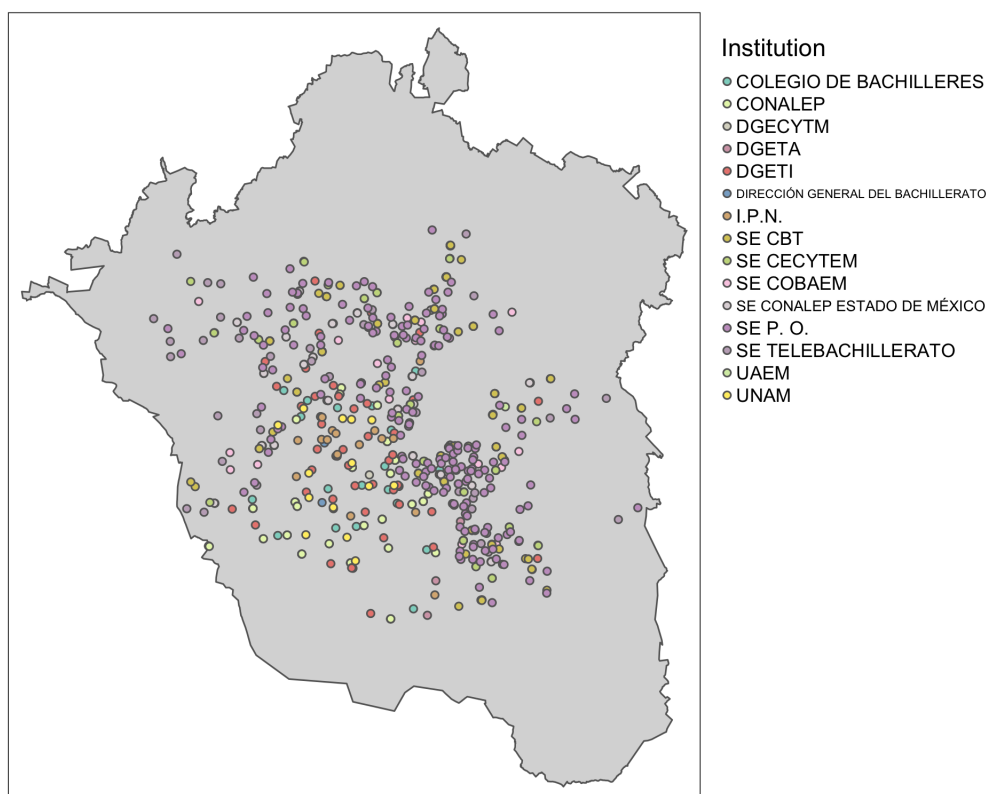 Institution
COLEGIO DE BACHILLERES
CONALEP
DGECYTM
DGETA
DGETI
DIRECCIÓN GENERAL DEL BACHILLERATO
I.P.N.
SE CBT
SE CECYTEM
SE COBAEM
SE CONALEP ESTADO DE MÉXICO
SE P. O.
SE TELEBACHILLERATO
UAEM
UNAM